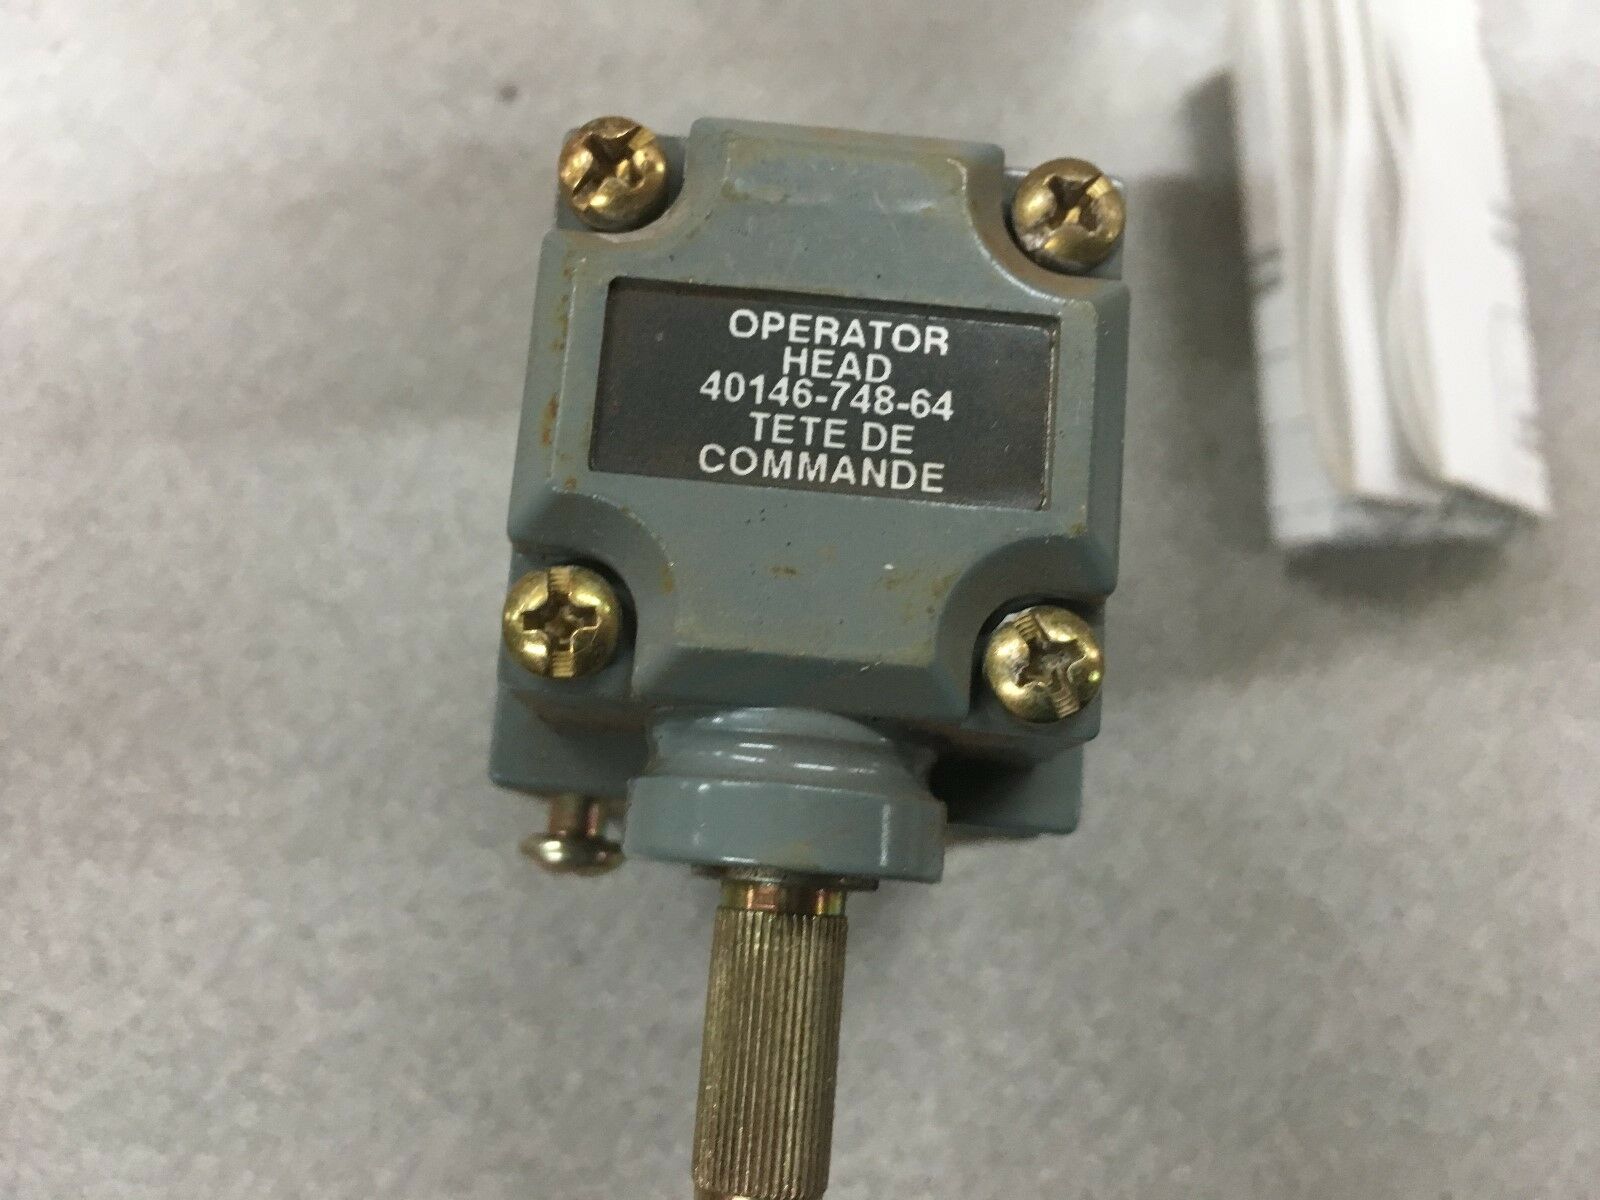 OPERATOR
HEAD
40146-748-64
TETE DE
COMMANDE